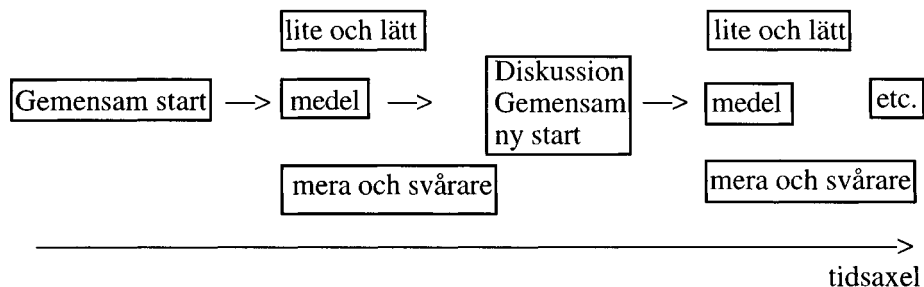 lite och lätt
Gemensam start
medel
mera och svårare
Diskussion
Gemensam
ny start
lite och lätt
medel
mera och svårare
etc.
tidsaxel